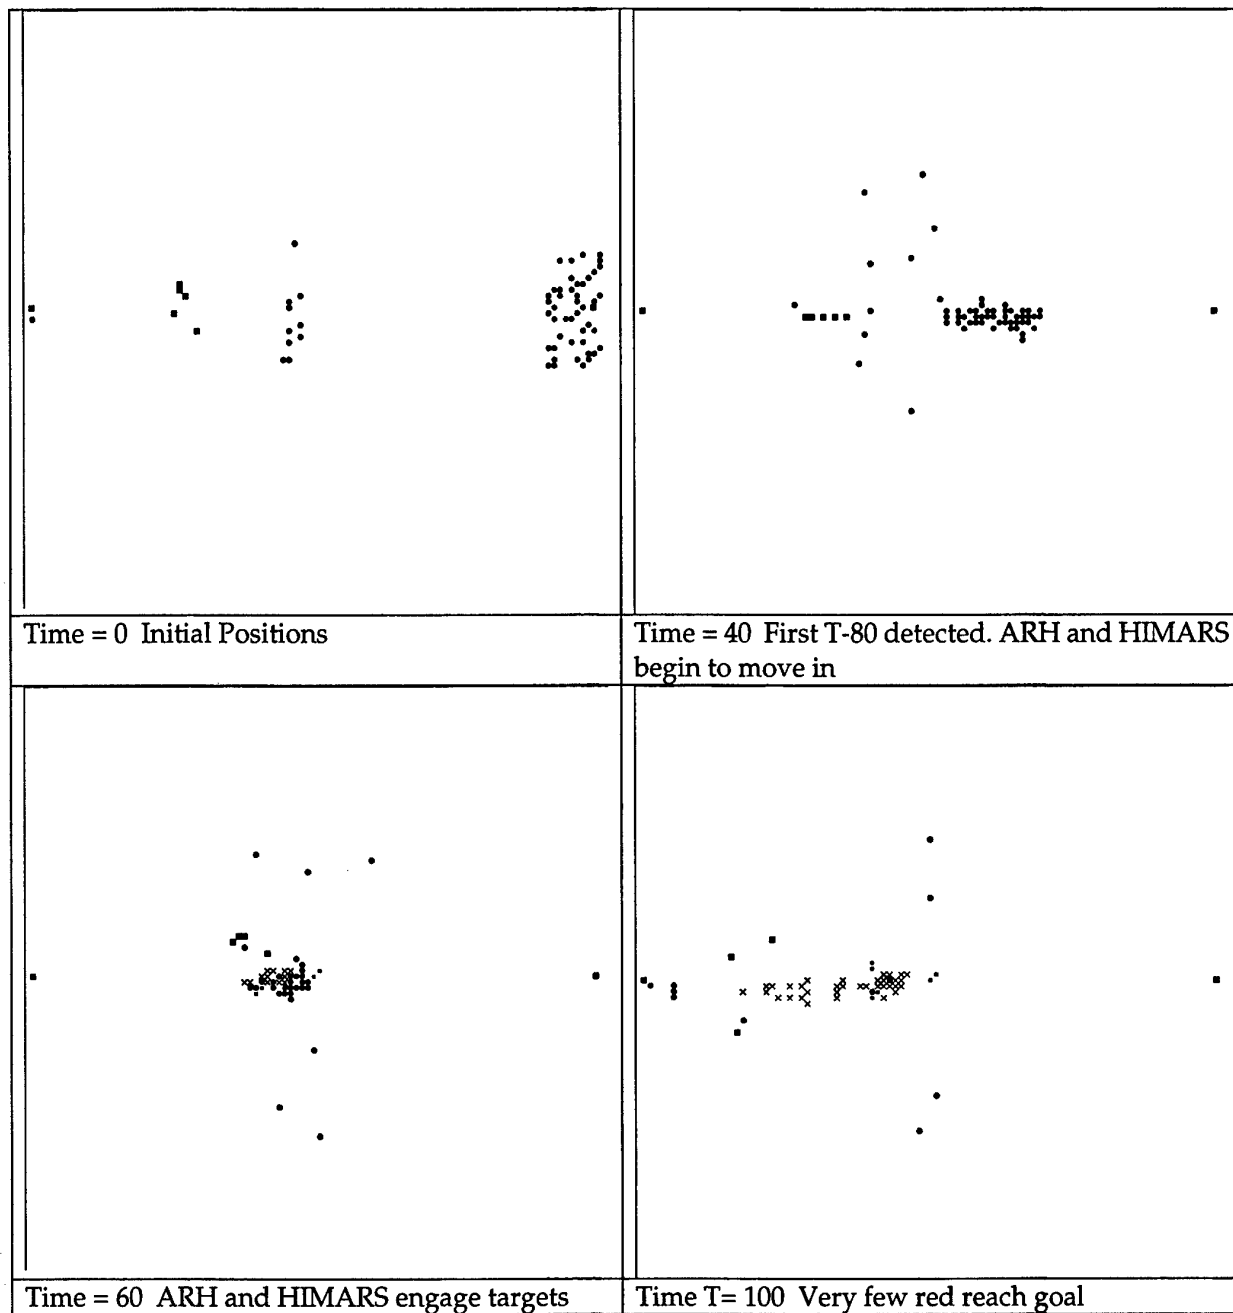 Time = 0 Initial Positions
Time = 40 First T-80 detected. ARH and HIMARS
begin to move in
Time = 60 ARH and HIMARS engage targets
Time T= 100 Very few red reach goal